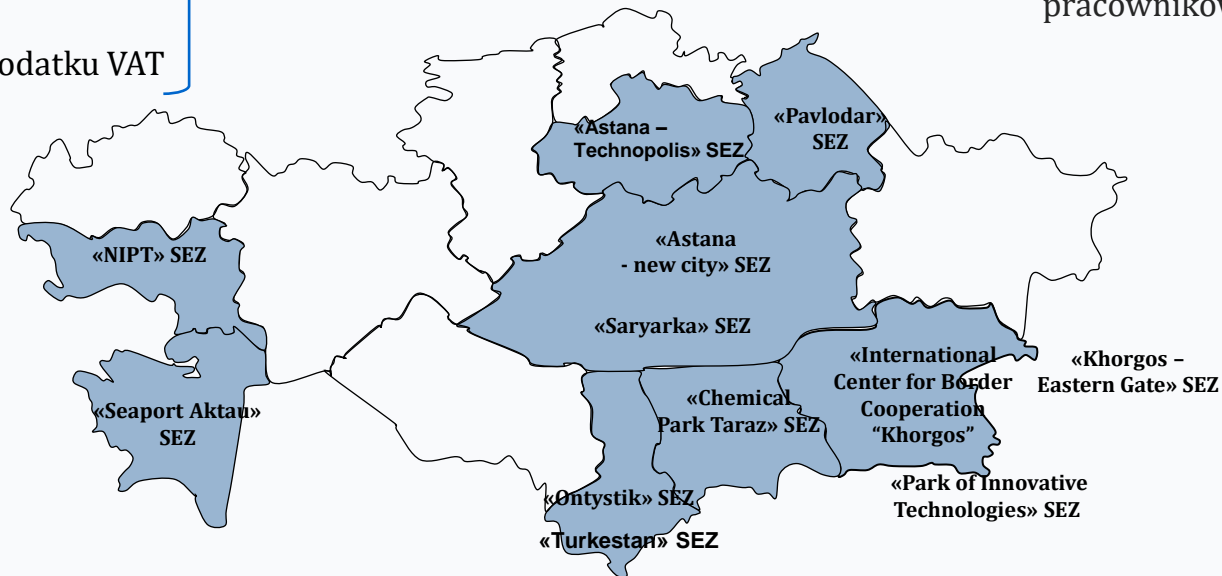 pracowników
odatku VAT
«Astana –
Technopolis» SEZ
«Pavlodar»
SEZ
«NIPT» SEZ
«Astana
- new city» SEZ
«Saryarka» SEZ
«International
Center for Border
Cooperation
“Khorgos”
«Khorgos –
Eastern Gate» SEZ
«Seaport Aktau»
SEZ
«Chemical
Park Taraz» SEZ
«Park of Innovative
Technologies» SEZ
«Ontystik» SEZ
«Turkestan» SEZ